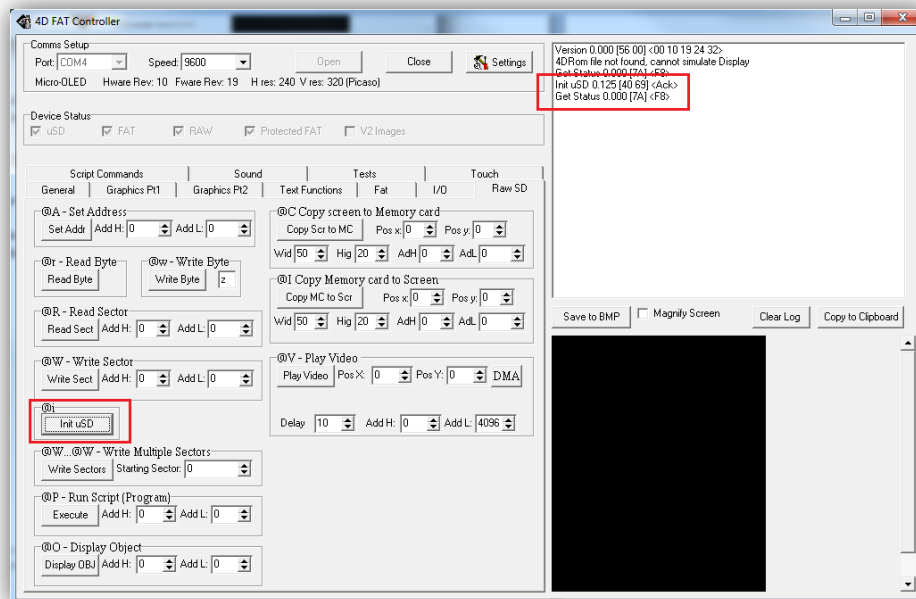 4D FAT Controller
Comms Setup
Port: COM4 Speed: 9600 Open Close Settings
Micro-OLED Hware Rev: 10 Fware Rev: 19 H res: 240 V res: 320 (Picaso)
Device Status
uSD FAT RAW Protected FAT V2 Images
Script Commands Sound Tests Touch
General Graphics Pt1 Graphics Pt2 Text Functions Fat I/O Raw SD
@A - Set Address
Set Addr Add H: 0 Add L: 0
@r - Read Byte @w - Write Byte
Read Byte Write Byte z
@R - Read Sector
Read Sect Add H: 0 Add L: 0
@W - Write Sector
Write Sect Add H: 0 Add L: 0
@i
Init uSD
@W...@W - Write Multiple Sectors
Write Sectors Starting Sector: 0
@P - Run Script (Program)
Execute Add H: 0 Add L: 0
@O - Display Object
Display OBJ Add H: 0 Add L: 0
@C Copy screen to Memory card
Copy Scr to MC Pos x: 0 Pos y: 0
Wid 50 Hig 20 AdH 0 AdL 0
@I Copy Memory card to Screen
Copy MC to Scr Pos x: 0 Pos y: 0
Wid 50 Hig 20 AdH 0 AdL 0
@V - Play Video
Play Video Pos X: 0 Pos Y: 0 DMA
Delay 10 Add H: 0 Add L: 4096
Version 0.000 [56 00] <00 10 19 24 32>
4DRom file not found, cannot simulate Display
Get Status 0.000 [7A] <F8>
Init uSD 0.125 [40 69] <Ack>
Get Status 0.000 [7A] <F8>
Save to BMP Magnify Screen Clear Log Copy to Clipboard